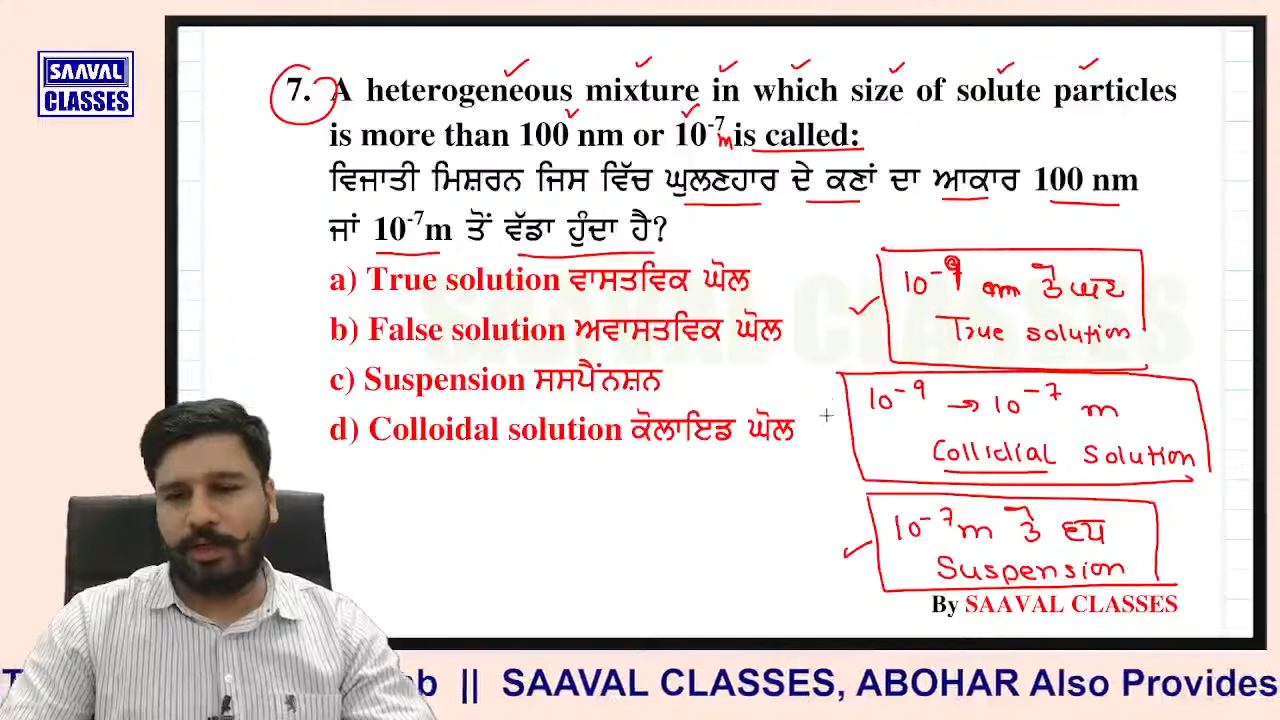 SAAVAL
CLASSES
7. A heterogeneous mixture in which size of solute particles
is more than 100 nm or 10⁻⁷m is called:
ਵਿਜਾਤੀ ਮਿਸ਼ਰਨ ਜਿਸ ਵਿੱਚ ਘੁਲਣਹਾਰ ਦੇ ਕਣਾਂ ਦਾ ਆਕਾਰ 100 nm
ਜਾਂ 10⁻⁷m ਤੋਂ ਵੱਡਾ ਹੁੰਦਾ ਹੈ?
a) True solution ਵਾਸਤਵਿਕ ਘੋਲ
b) False solution ਅਵਾਸਤਵਿਕ ਘੋਲ
c) Suspension ਸਸਪੈਂਨਸ਼ਨ
d) Colloidal solution ਕੋਲਾਇਡ ਘੋਲ
10⁻⁹ m ਤੋਂ ਘਟ
True solution
10⁻⁹ → 10⁻⁷ m
Collidial Solution
10⁻⁷m ਤੋਂ ਵਧ
Suspension
By SAAVAL CLASSES
SAAVAL CLASSES
|| SAAVAL CLASSES, ABOHAR Also Provides